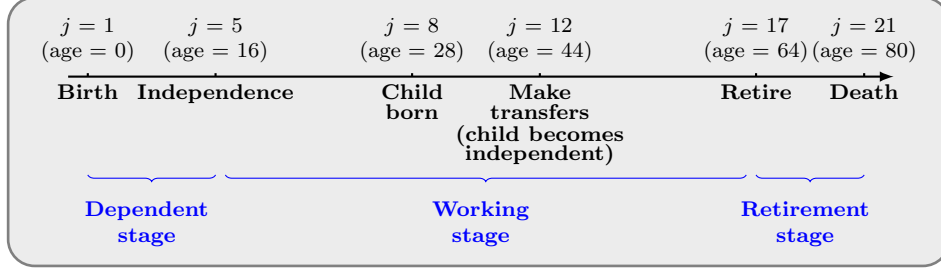 j = 1 j = 5 j = 8 j = 12 j = 17 j = 21
(age = 0) (age = 16) (age = 28) (age = 44) (age = 64) (age = 80)
Birth Independence Child Make Retire Death
born transfers
(child becomes
independent)
Dependent Working Retirement
stage stage stage